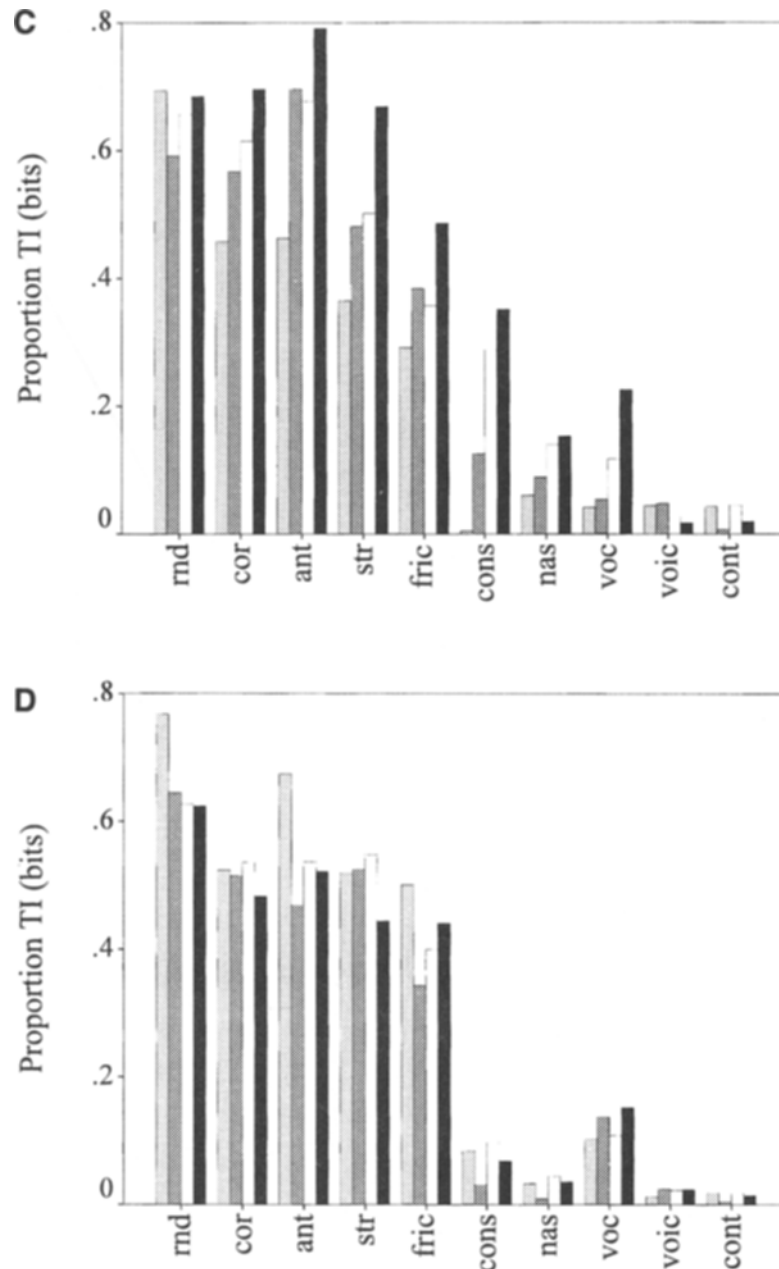 C
.8
.6
.4
.2
0
Proportion TI (bits)
rnd
cor
ant
str
fric
cons
nas
voc
voic
cont
D
.8
.6
.4
.2
0
Proportion TI (bits)
rnd
cor
ant
str
fric
cons
nas
voc
voic
cont